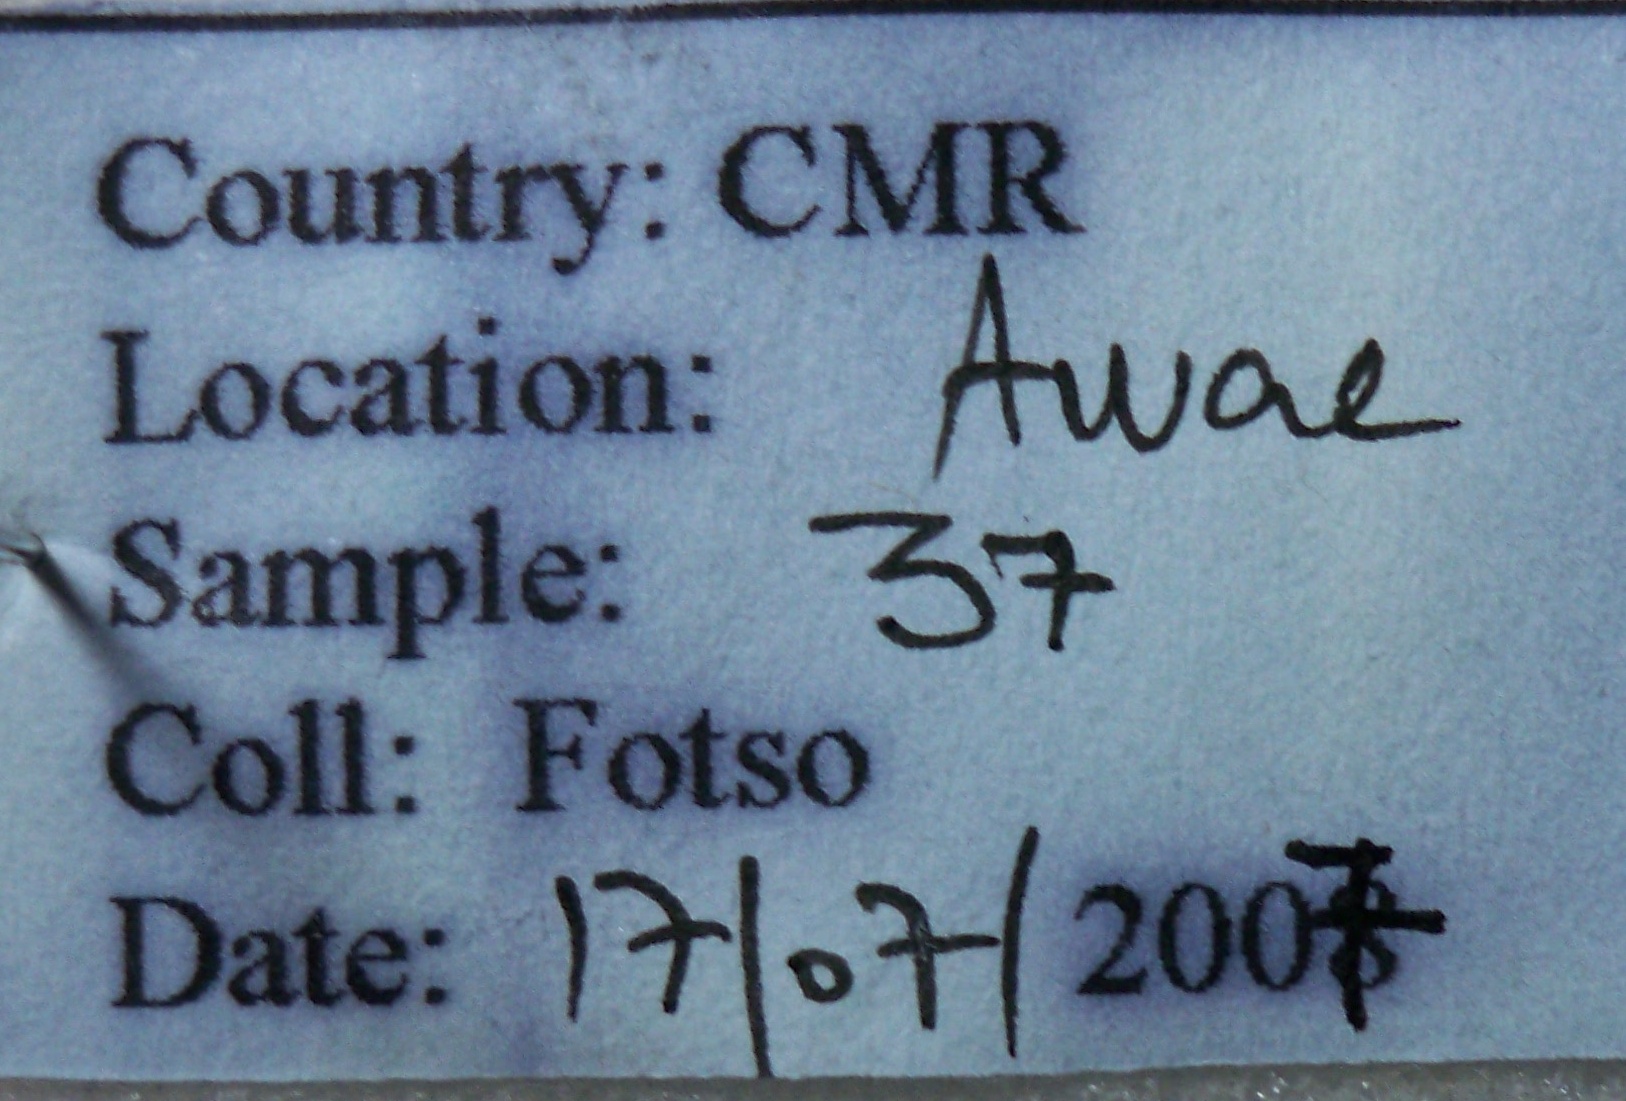 Country: CMR
Location: Awae
Sample: 37
Coll: Fotso
Date: 17/07/2007